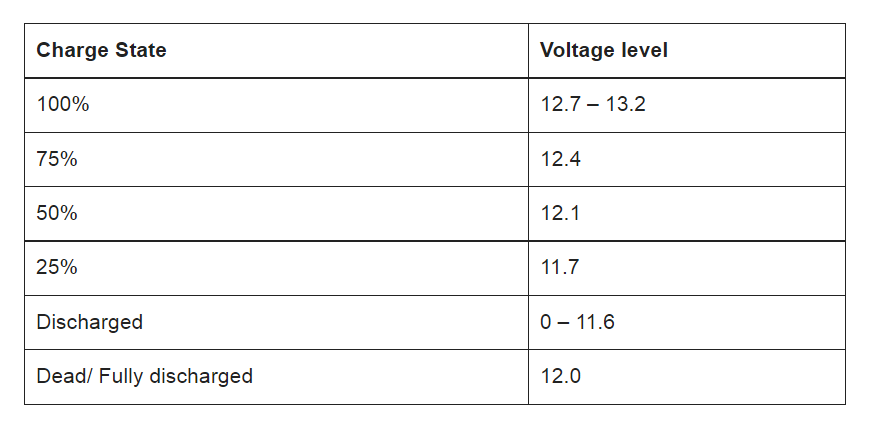 Charge State Voltage level
100% 12.7 – 13.2
75% 12.4
50% 12.1
25% 11.7
Discharged 0 – 11.6
Dead/ Fully discharged 12.0